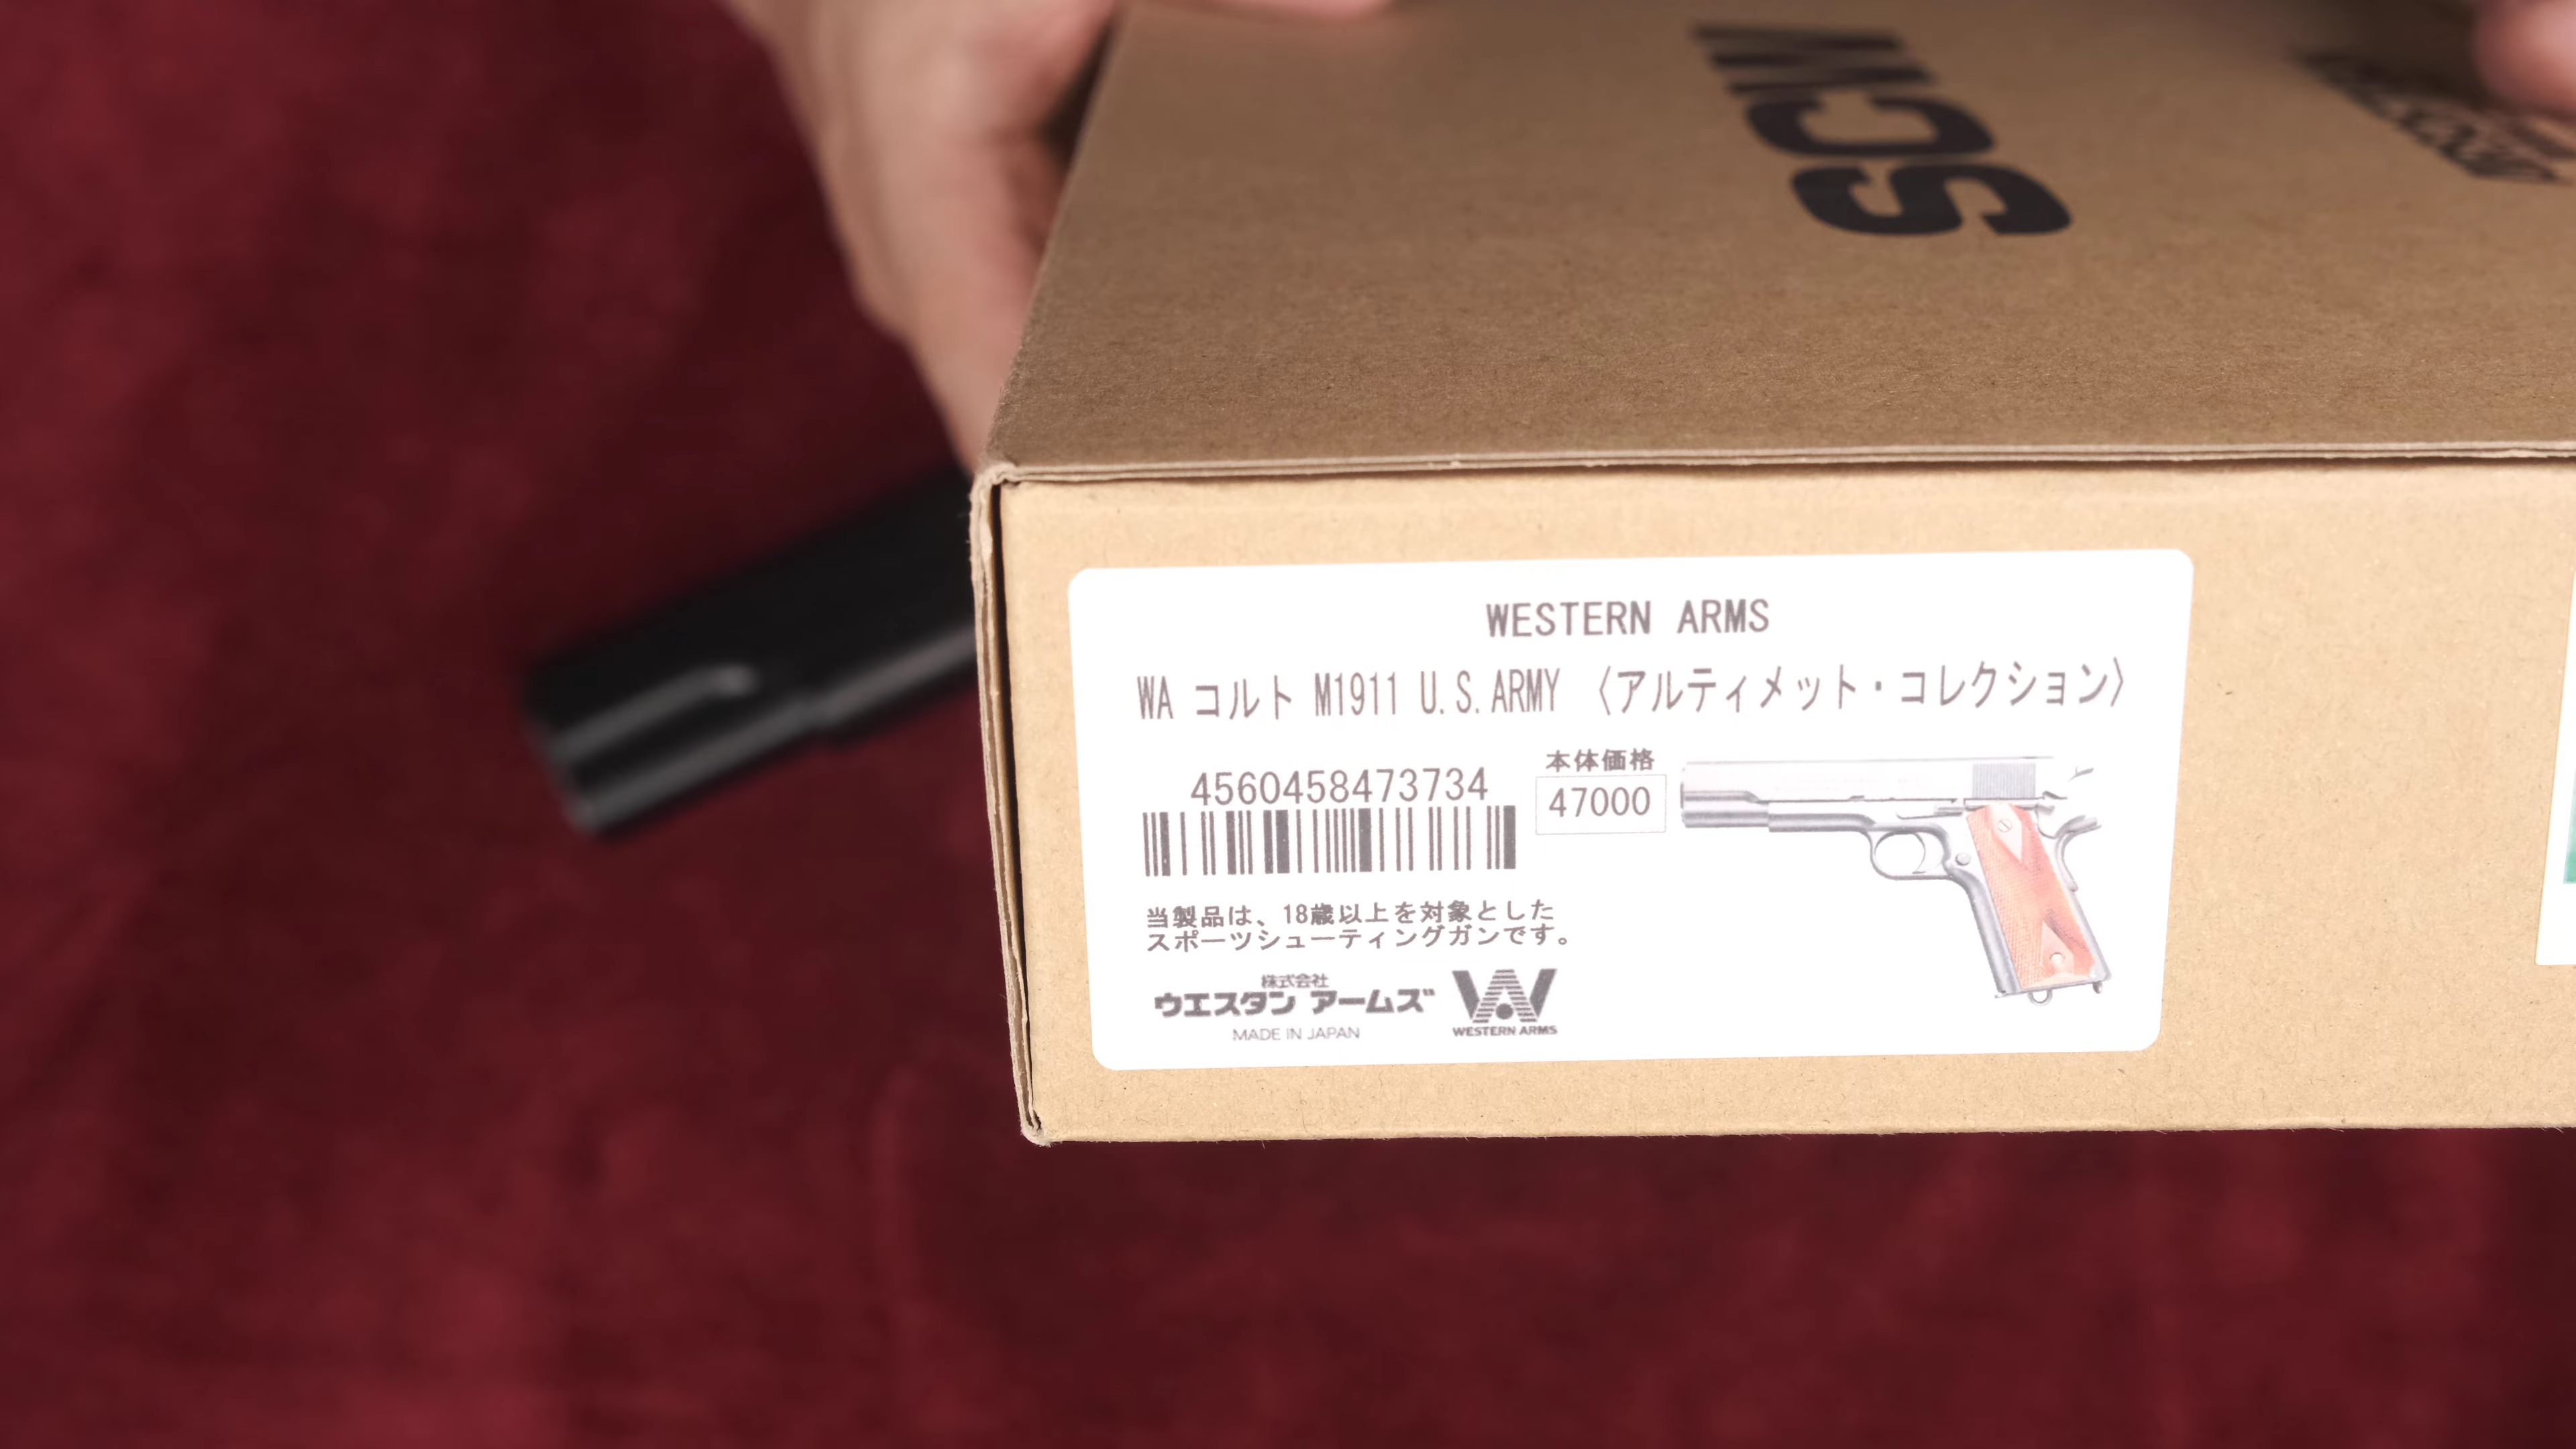 SCW
WESTERN ARMS
WA コルト M1911 U.S.ARMY 〈アルティメット・コレクション〉
4560458473734
本体価格
47000
当製品は、18歳以上を対象とした
スポーツシューティングガンです。
株式会社
ウエスタン アームズ
MADE IN JAPAN
WESTERN ARMS